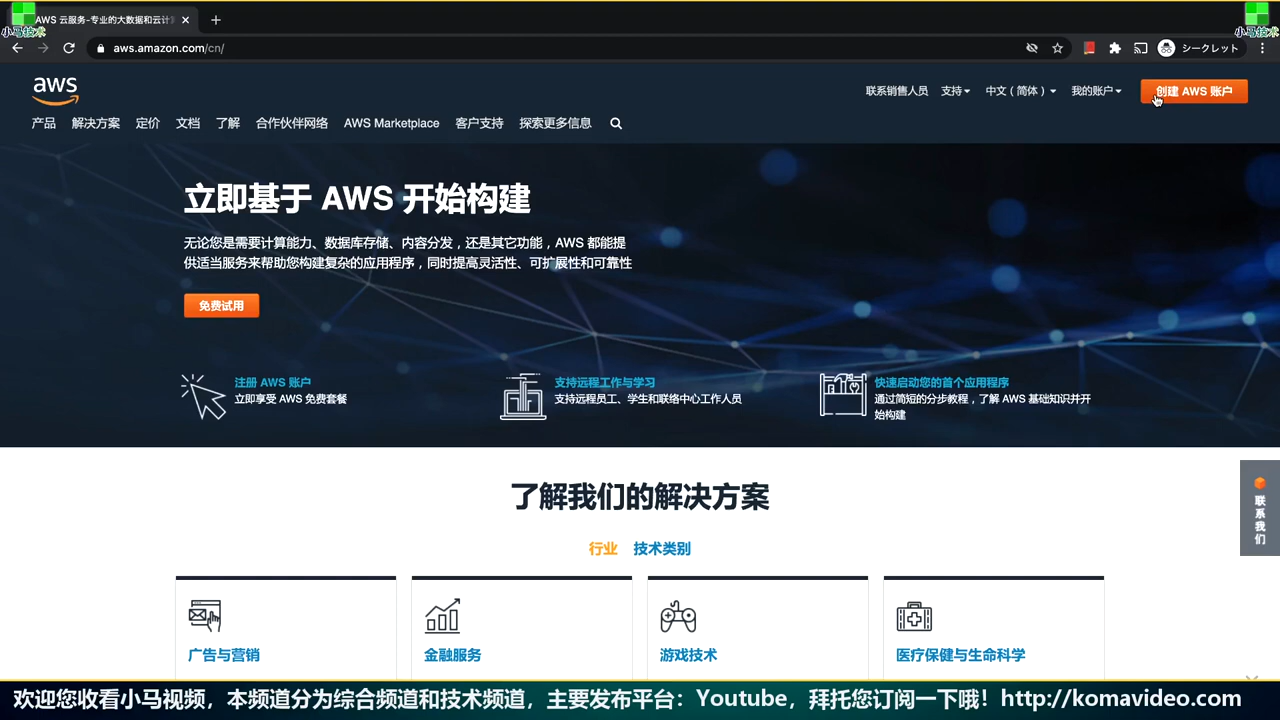 AWS 云服务-专业的大数据和云计
小马技术
小马技术
aws.amazon.com/cn/
シークレット
aws
联系销售人员 支持 中文（简体） 我的账户 创建 AWS 账户
产品 解决方案 定价 文档 了解 合作伙伴网络 AWS Marketplace 客户支持 探索更多信息
立即基于 AWS 开始构建
无论您是需要计算能力、数据库存储、内容分发，还是其它功能，AWS 都能提
供适当服务来帮助您构建复杂的应用程序，同时提高灵活性、可扩展性和可靠性
免费试用
注册 AWS 账户
立即享受 AWS 免费套餐
支持远程工作与学习
支持远程员工、学生和联络中心工作人员
快速启动您的首个应用程序
通过简短的分步教程，了解 AWS 基础知识并开
始构建
联系我们
了解我们的解决方案
行业 技术类别
广告与营销
金融服务
游戏技术
医疗保健与生命科学
欢迎您收看小马视频，本频道分为综合频道和技术频道，主要发布平台：Youtube，拜托您订阅一下哦！http://komavideo.com